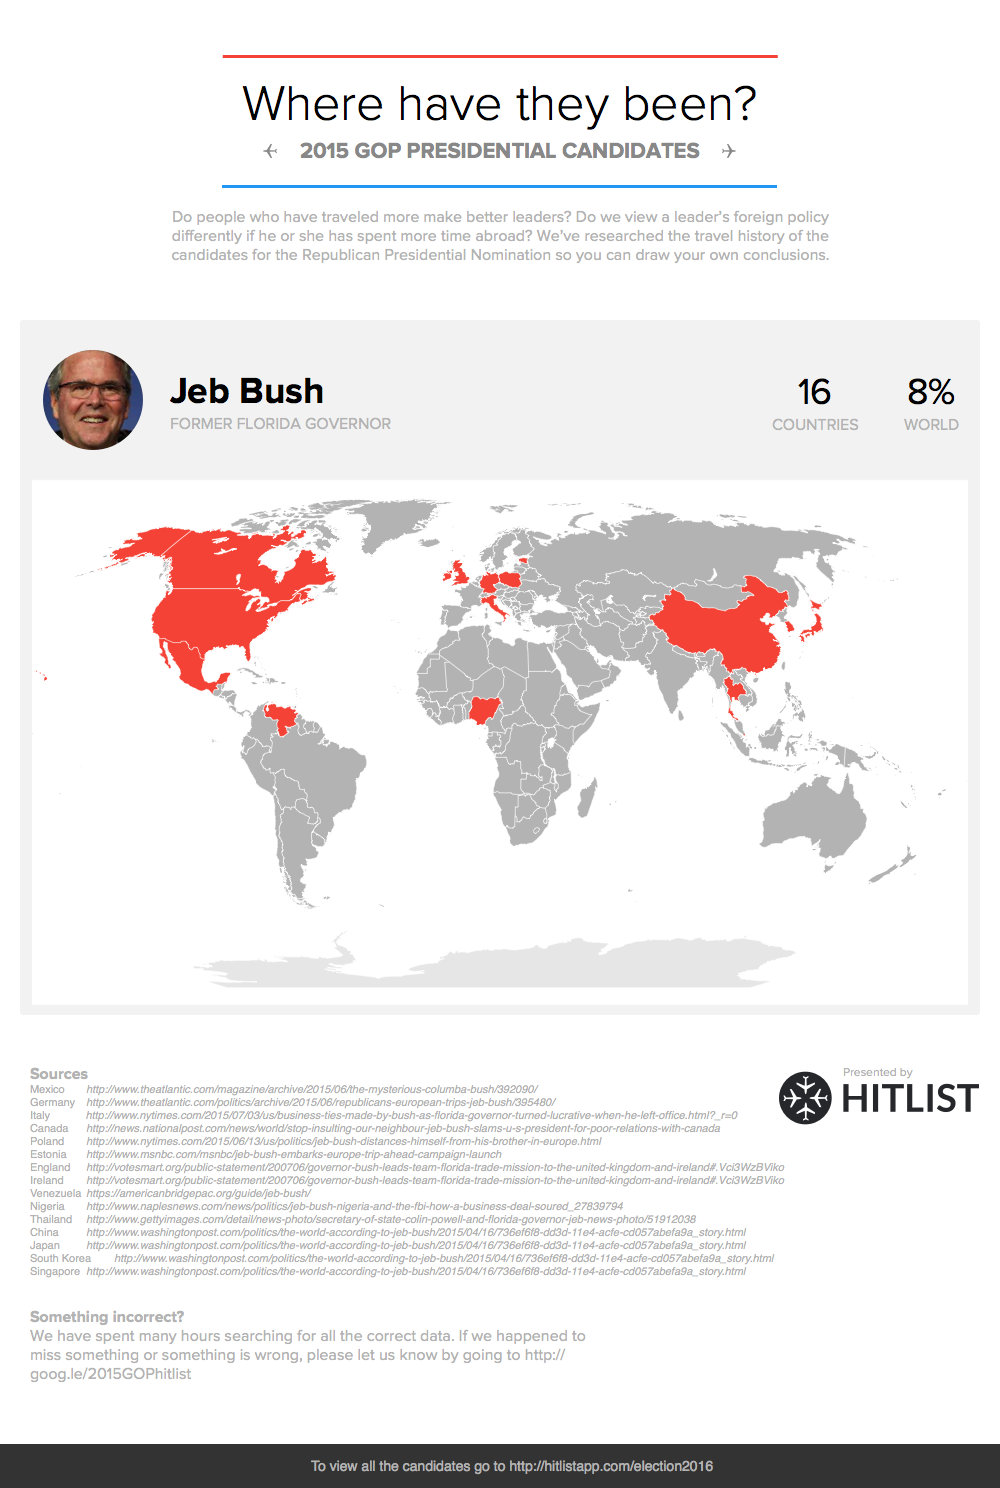 Where have they been?
2015 GOP PRESIDENTIAL CANDIDATES
Do people who have traveled more make better leaders? Do we view a leader's foreign policy
differently if he or she has spent more time abroad? We've researched the travel history of the
candidates for the Republican Presidential Nomination so you can draw your own conclusions.
Jeb Bush
FORMER FLORIDA GOVERNOR
16
COUNTRIES
8%
WORLD
Sources
Mexico http://www.theatlantic.com/magazine/archive/2015/06/the-mysterious-columba-bush/392090/
Germany http://www.theatlantic.com/politics/archive/2015/06/republicans-european-trips-jeb-bush/395480/
Italy http://www.nytimes.com/2015/07/03/us/business-ties-made-by-bush-as-florida-governor-turned-lucrative-when-he-left-office.html?_r=0
Canada http://news.nationalpost.com/news/world/stop-insulting-our-neighbour-jeb-bush-slams-u-s-president-for-poor-relations-with-canada
Poland http://www.nytimes.com/2015/06/13/us/politics/jeb-bush-distances-himself-from-his-brother-in-europe.html
Estonia http://www.msnbc.com/msnbc/jeb-bush-embarks-europe-trip-ahead-campaign-launch
England http://votesmart.org/public-statement/200706/governor-bush-leads-team-florida-trade-mission-to-the-united-kingdom-and-ireland#.Vci3WzBViko
Ireland http://votesmart.org/public-statement/200706/governor-bush-leads-team-florida-trade-mission-to-the-united-kingdom-and-ireland#.Vci3WzBViko
Venezuela https://americanbridgepac.org/guide/jeb-bush/
Nigeria http://www.naplesnews.com/news/politics/jeb-bush-nigeria-and-the-fbi-how-a-business-deal-soured_27839794
Thailand http://www.gettyimages.com/detail/news-photo/secretary-of-state-colin-powell-and-florida-governor-jeb-news-photo/51912038
China http://www.washingtonpost.com/politics/the-world-according-to-jeb-bush/2015/04/16/736ef6f8-dd3d-11e4-acfe-cd057abefa9a_story.html
Japan http://www.washingtonpost.com/politics/the-world-according-to-jeb-bush/2015/04/16/736ef6f8-dd3d-11e4-acfe-cd057abefa9a_story.html
South Korea http://www.washingtonpost.com/politics/the-world-according-to-jeb-bush/2015/04/16/736ef6f8-dd3d-11e4-acfe-cd057abefa9a_story.html
Singapore http://www.washingtonpost.com/politics/the-world-according-to-jeb-bush/2015/04/16/736ef6f8-dd3d-11e4-acfe-cd057abefa9a_story.html
Presented by
HITLIST
Something incorrect?
We have spent many hours searching for all the correct data. If we happened to
miss something or something is wrong, please let us know by going to http://
goog.le/2015GOPhitlist
To view all the candidates go to http://hitlistapp.com/election2016